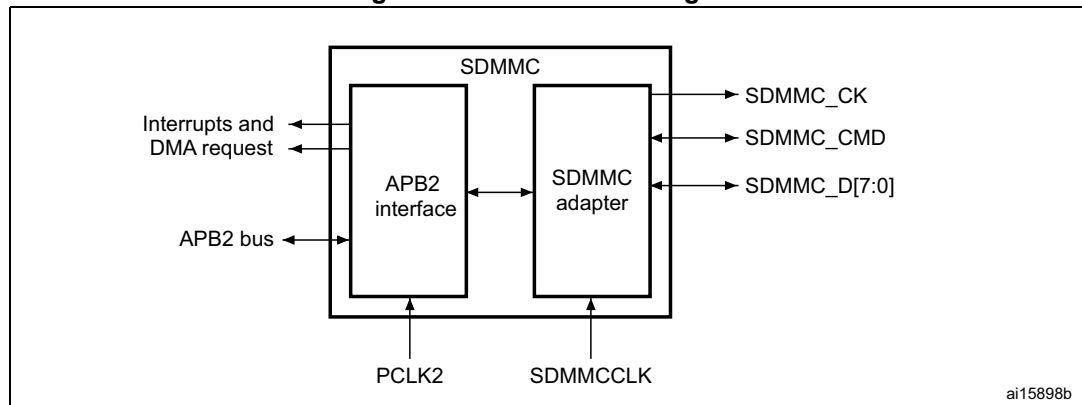 SDMMC
Interrupts and
DMA request
APB2 bus
APB2
interface
SDMMC
adapter
SDMMC_CK
SDMMC_CMD
SDMMC_D[7:0]
PCLK2
SDMMCCLK
ai15898b